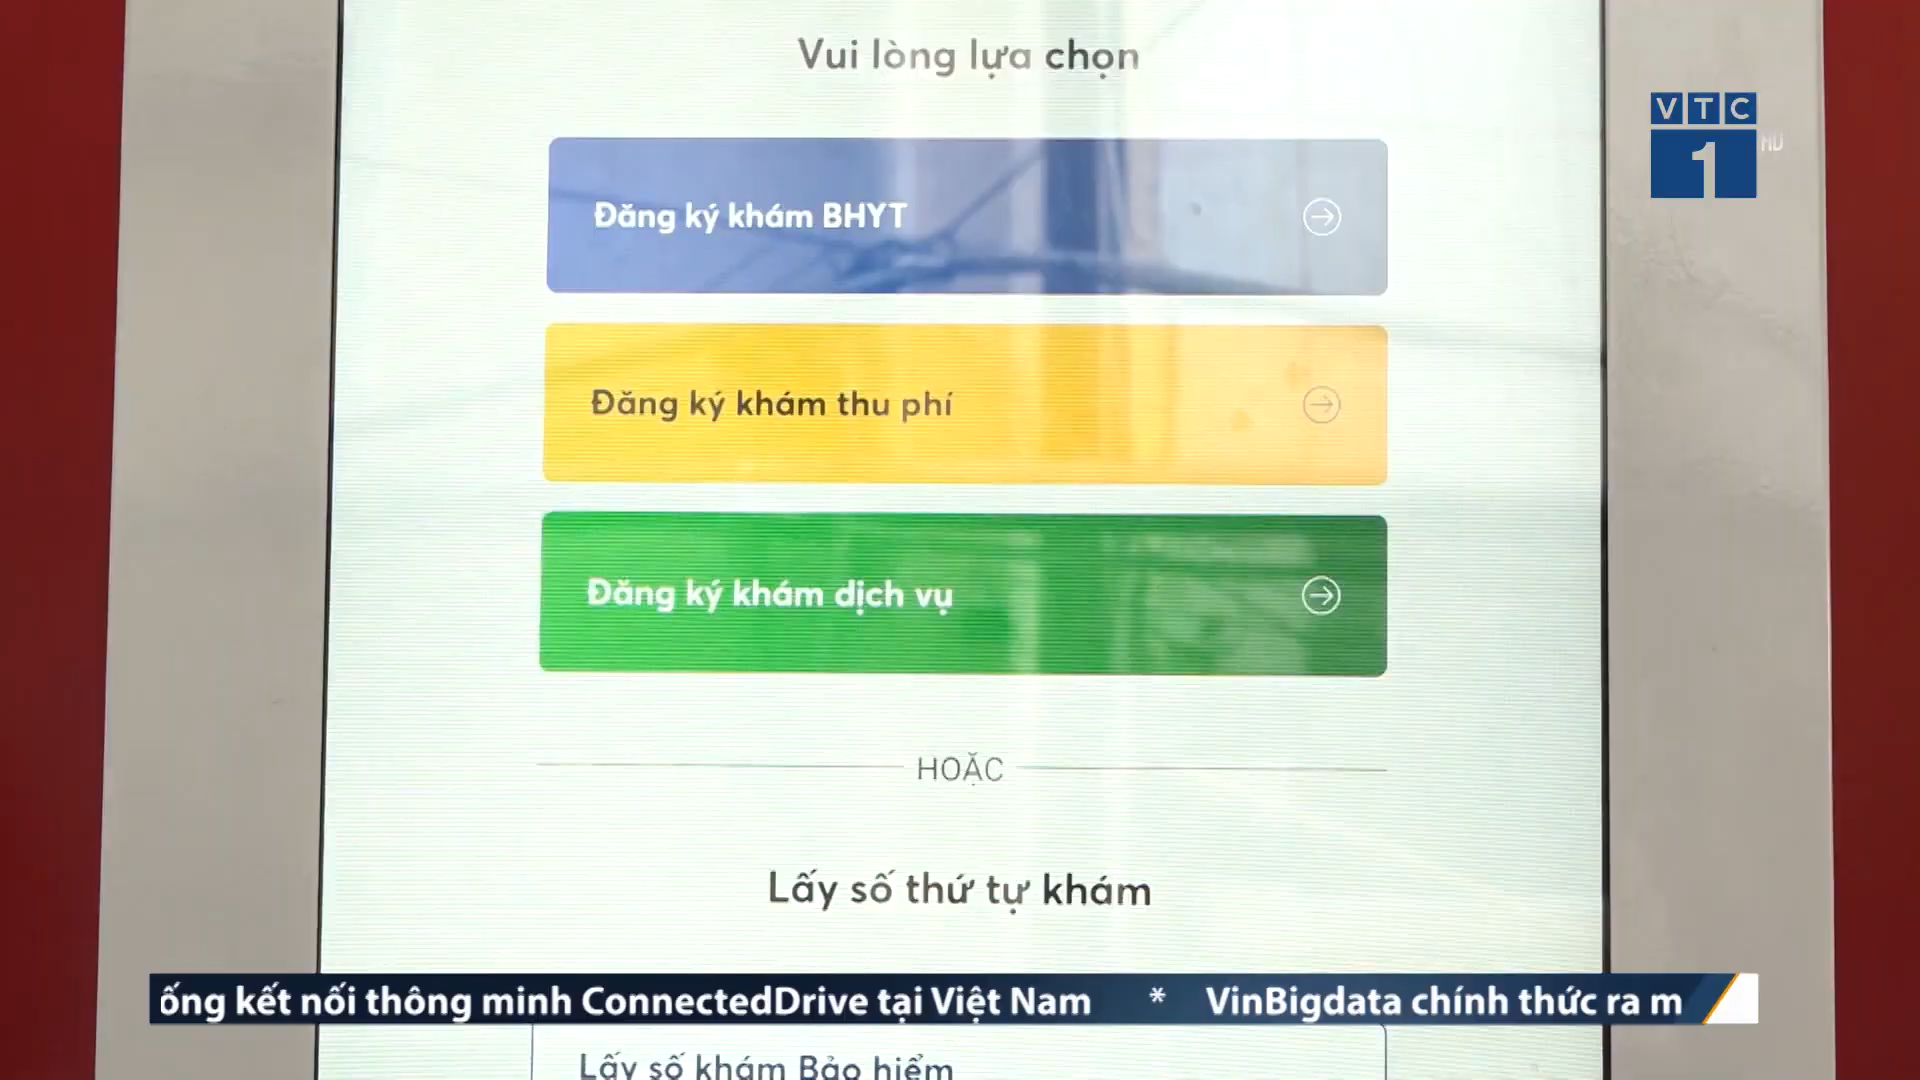 Vui lòng lựa chọn
VTC
1
HD
Đăng ký khám BHYT
Đăng ký khám thu phí
Đăng ký khám dịch vụ
HOẶC
Lấy số thứ tự khám
ống kết nối thông minh ConnectedDrive tại Việt Nam * VinBigdata chính thức ra m
Lấy số khám Bảo hiểm